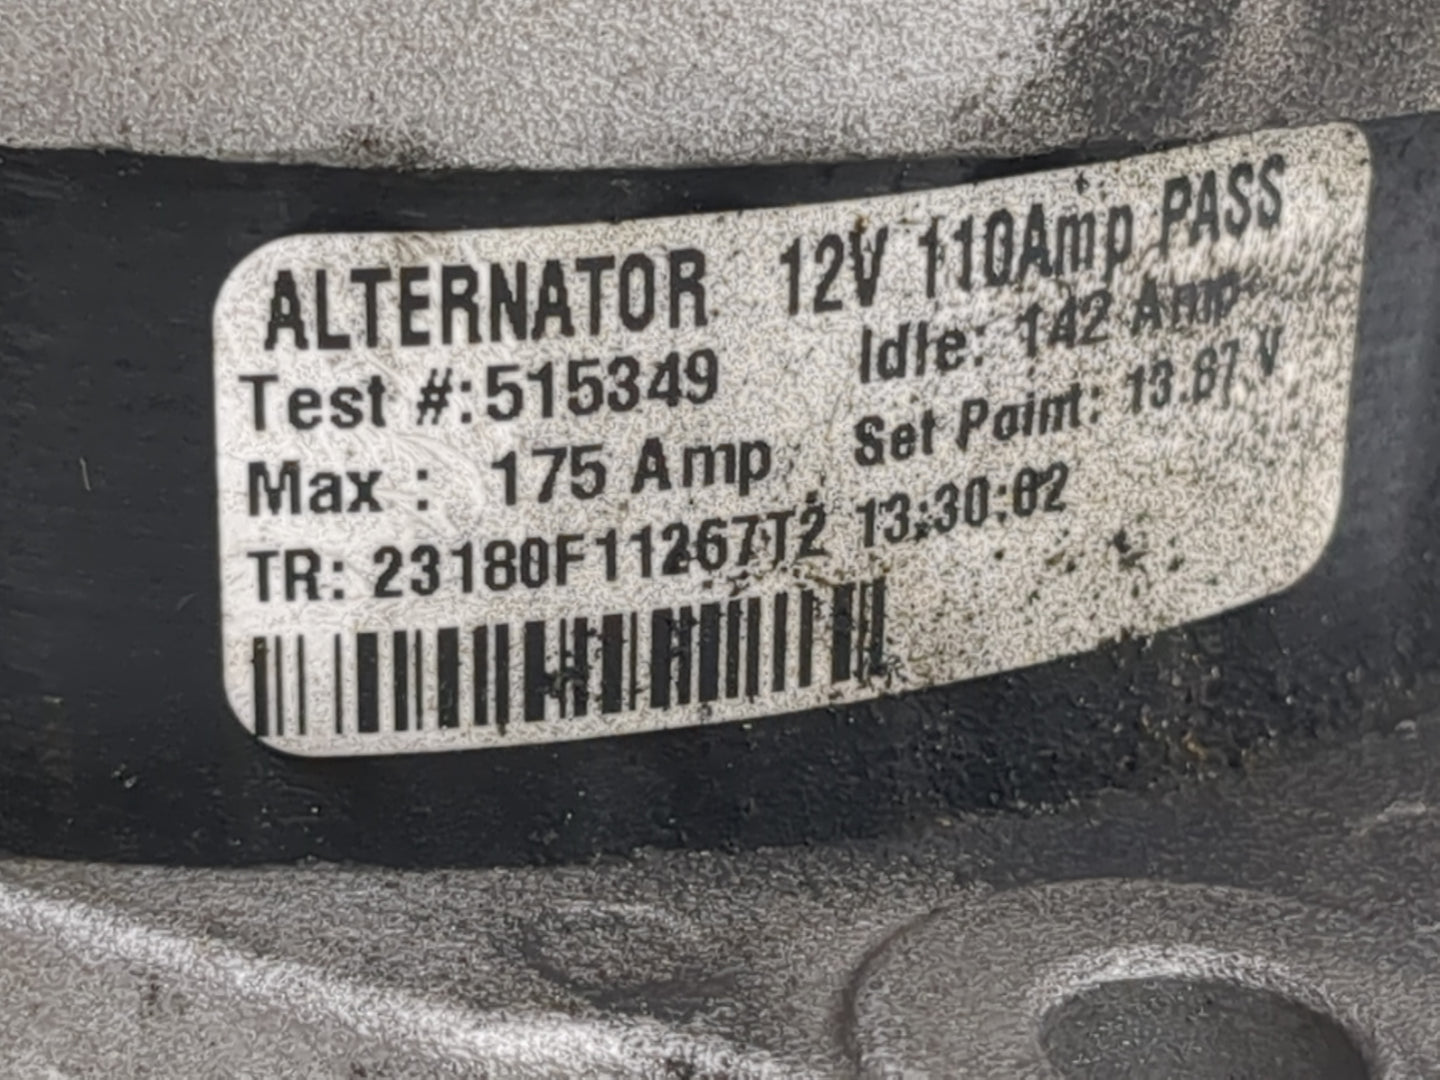 ALTERNATOR 12V 110Amp PASS
Test #:515349 Idle: 142 Amp
Max : 175 Amp Set Point: 13.87 V
TR: 23180F11267T2 13:30:02